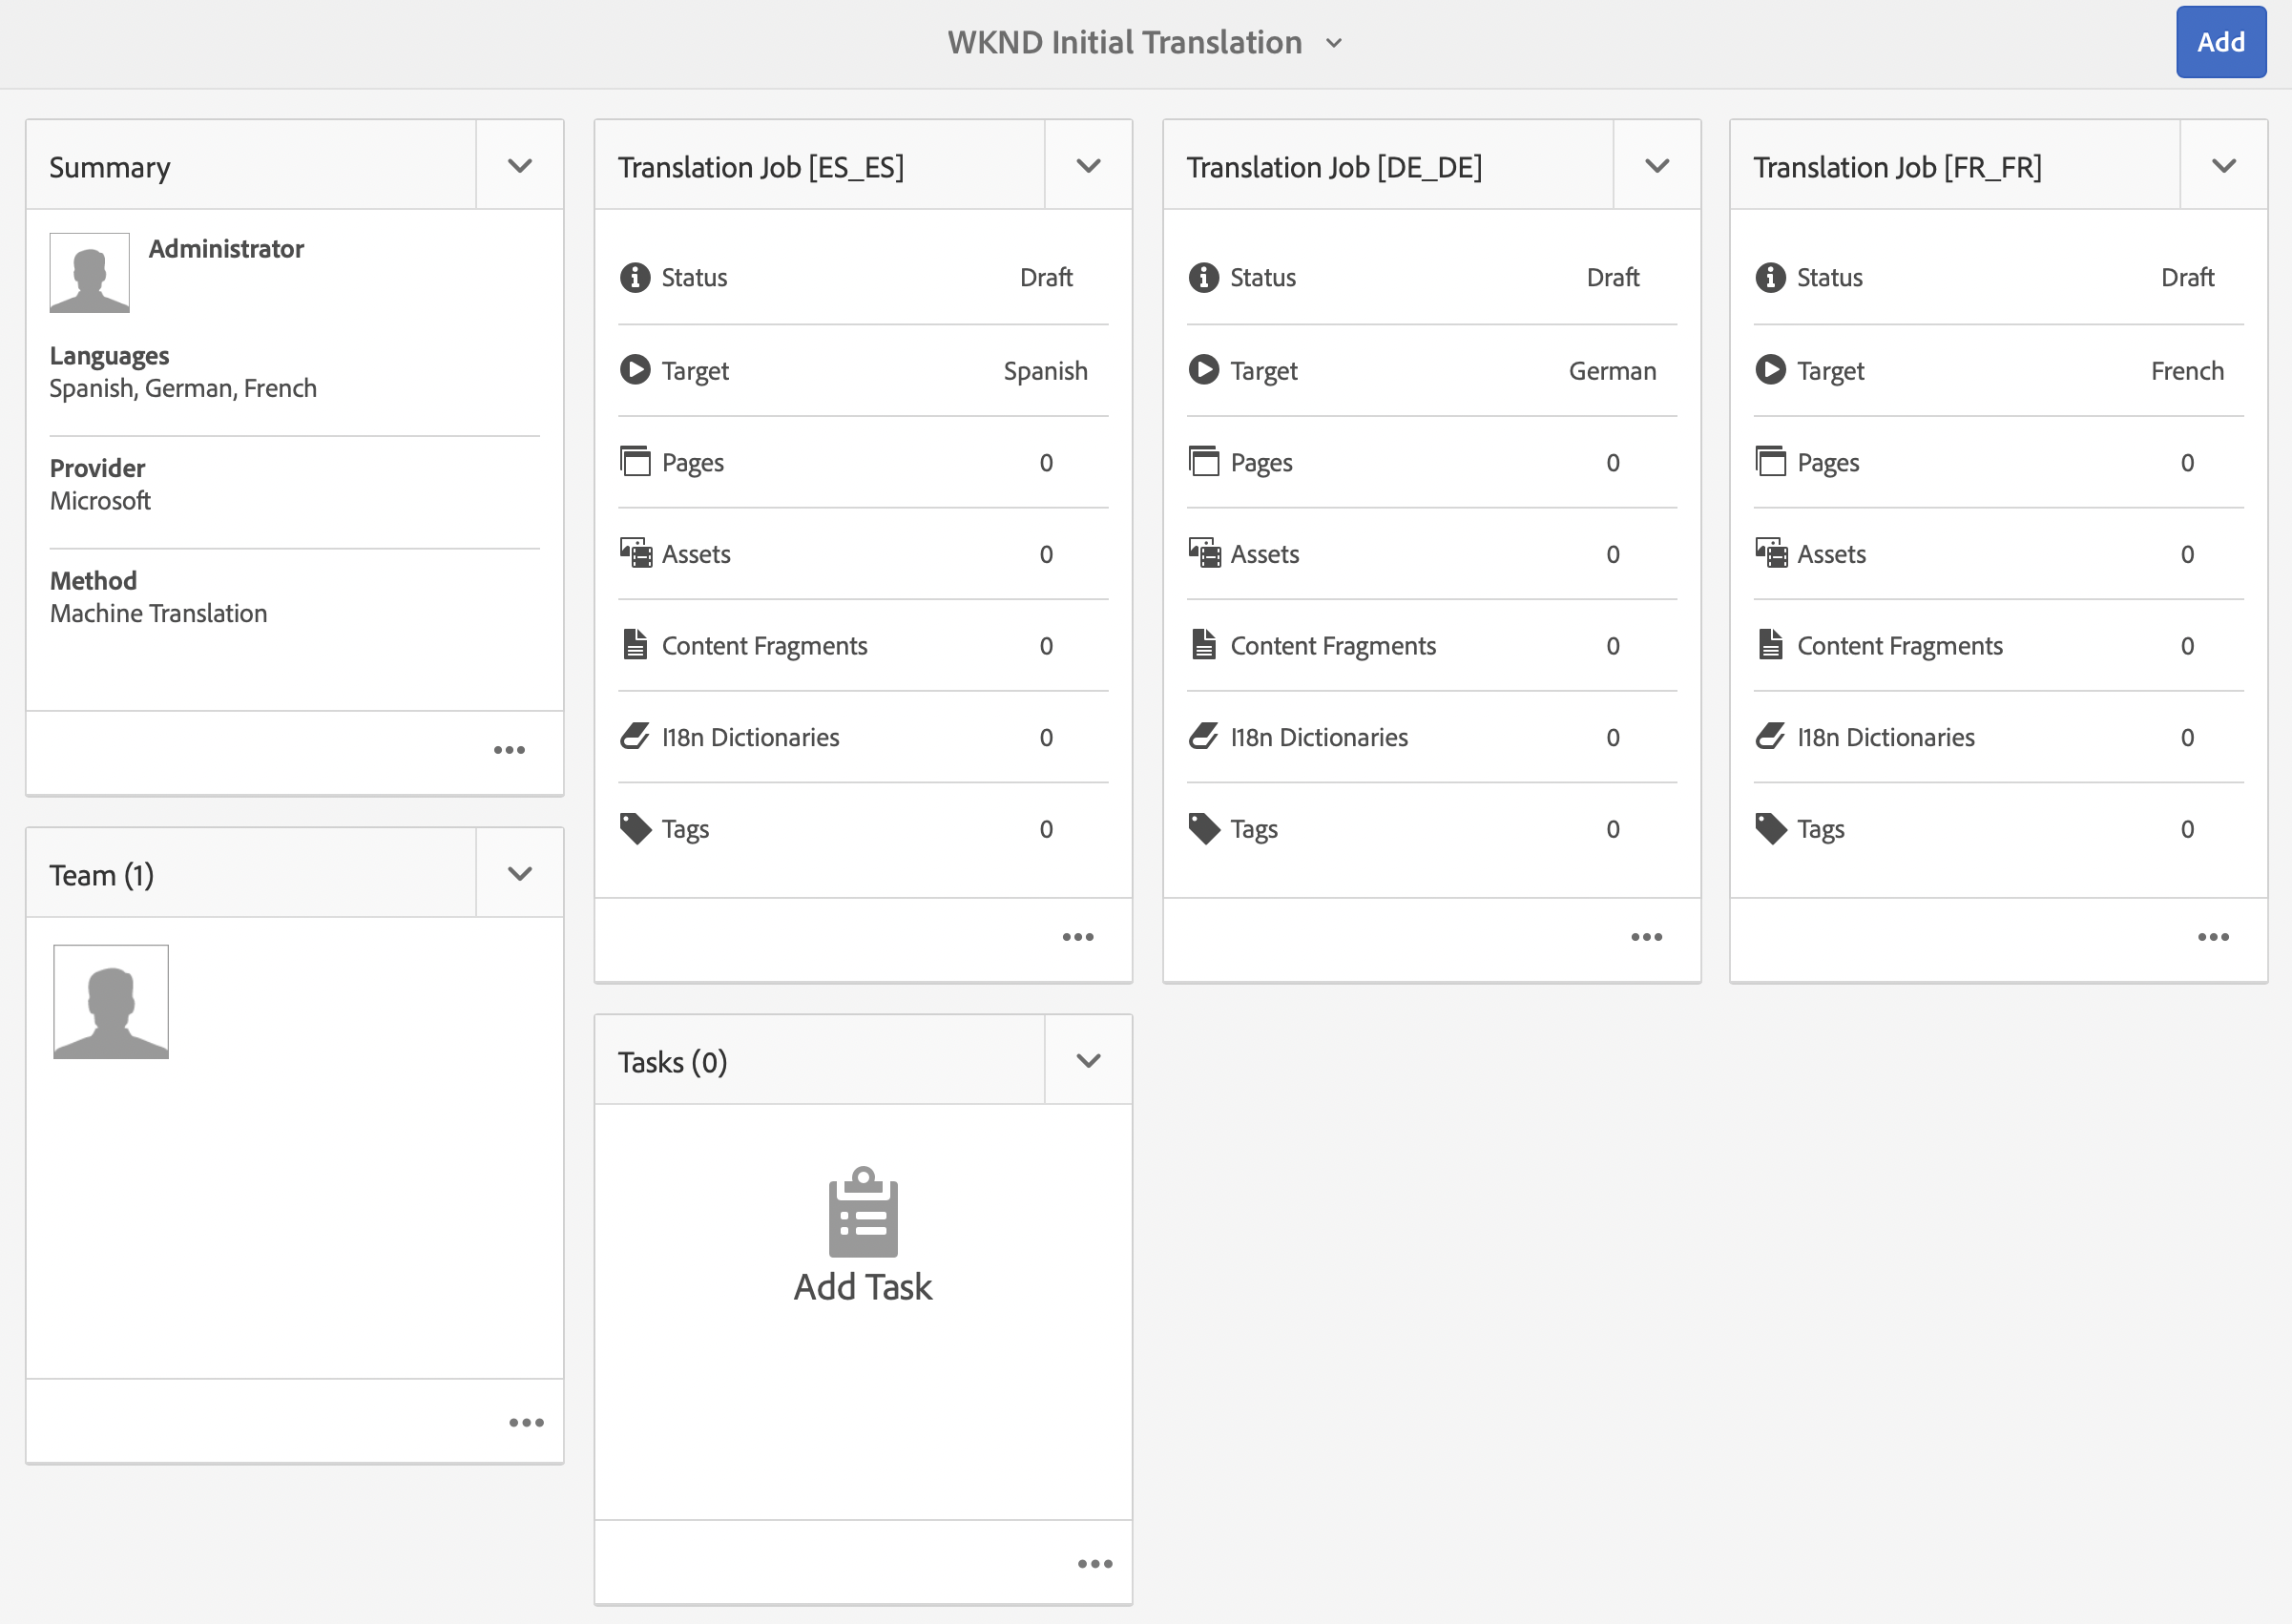 WKND Initial Translation
Add
Summary
Administrator
Languages
Spanish, German, French
Provider
Microsoft
Method
Machine Translation
Team (1)
Translation Job [ES_ES]
Status Draft
Target Spanish
Pages 0
Assets 0
Content Fragments 0
I18n Dictionaries 0
Tags 0
Tasks (0)
Add Task
Translation Job [DE_DE]
Status Draft
Target German
Pages 0
Assets 0
Content Fragments 0
I18n Dictionaries 0
Tags 0
Translation Job [FR_FR]
Status Draft
Target French
Pages 0
Assets 0
Content Fragments 0
I18n Dictionaries 0
Tags 0